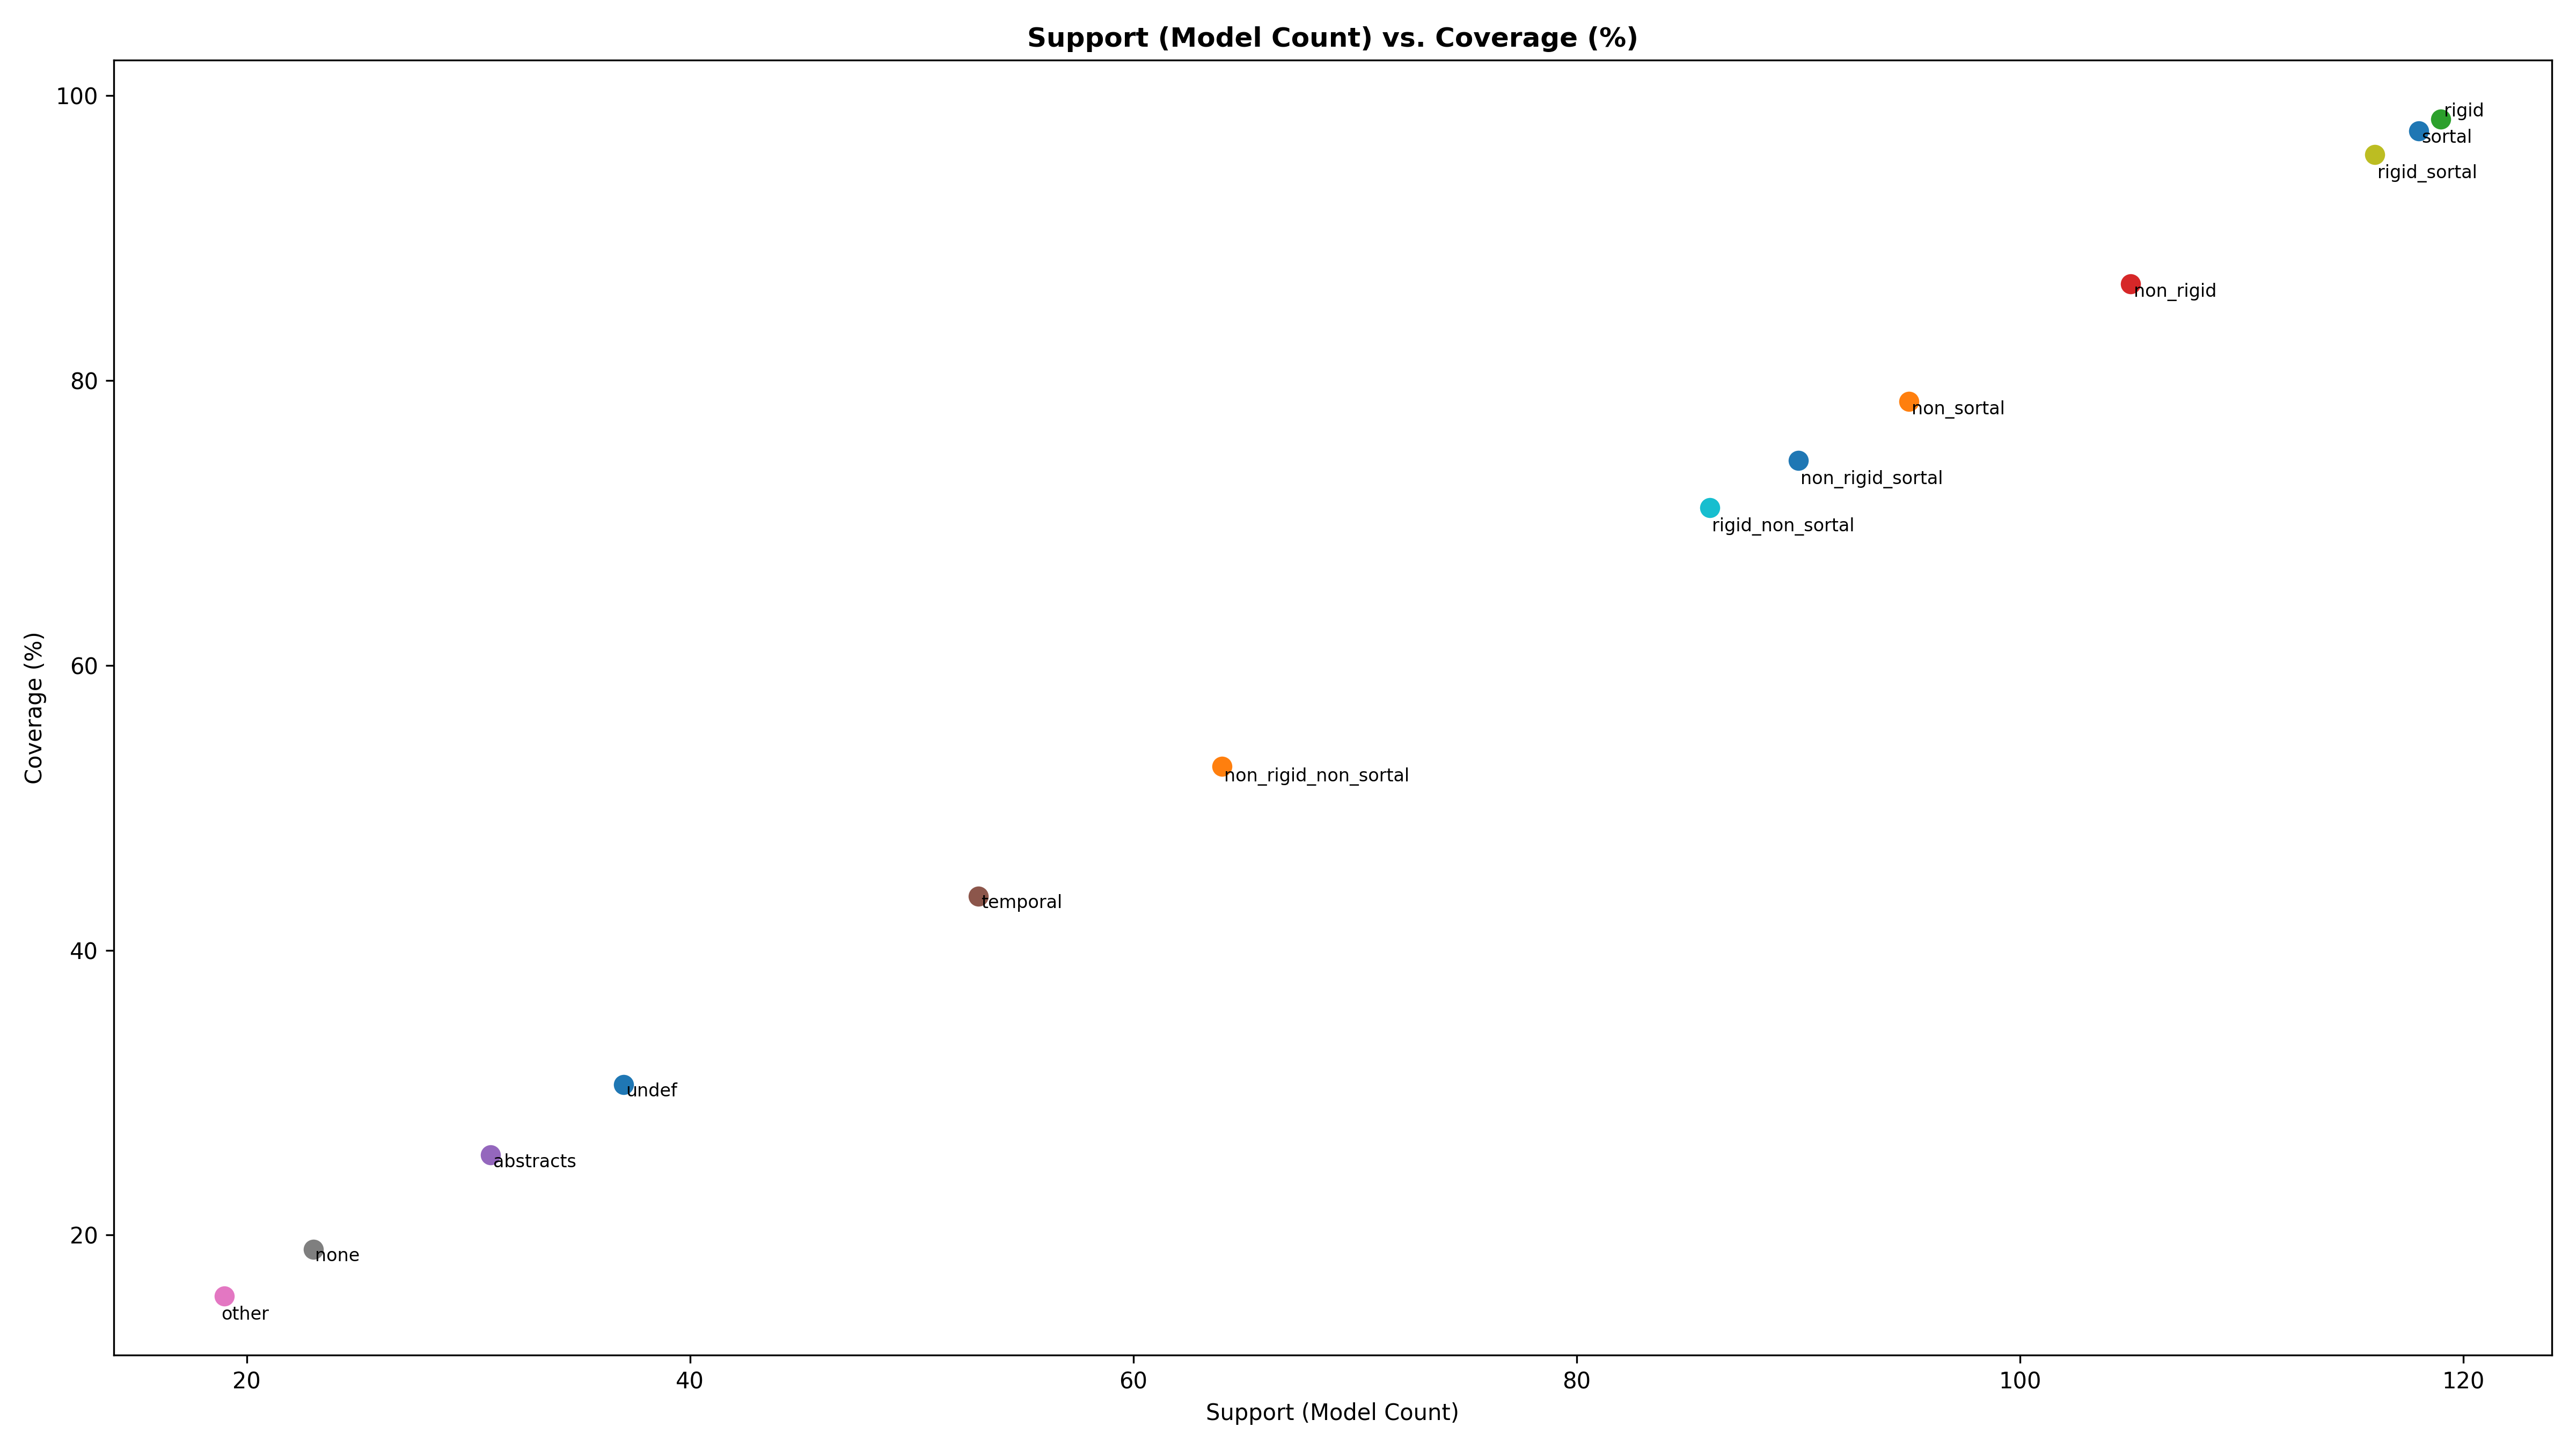 Support (Model Count) vs. Coverage (%)
100
80
60
40
20
Coverage (%)
rigid
sortal
rigid_sortal
non_rigid
non_sortal
non_rigid_sortal
rigid_non_sortal
non_rigid_non_sortal
temporal
undef
abstracts
none
other
20 40 60 80 100 120
Support (Model Count)